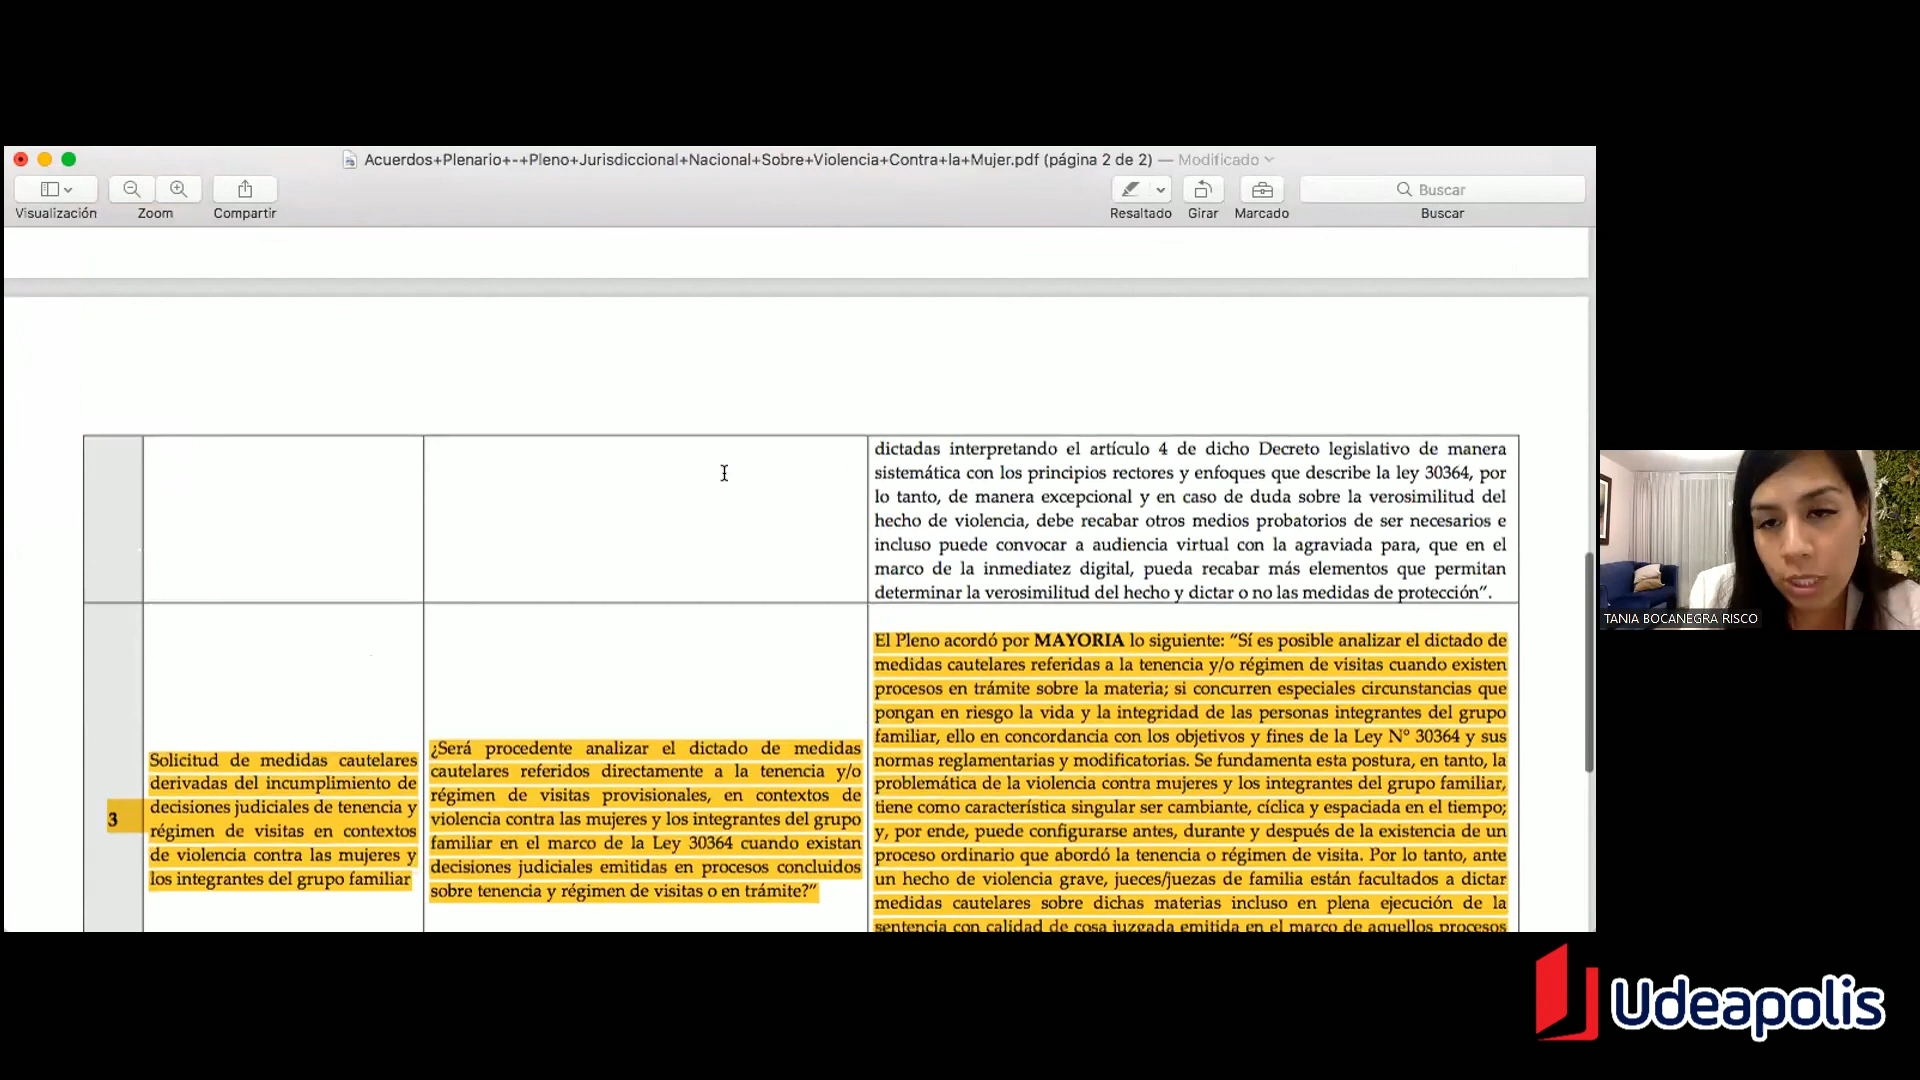 Acuerdos+Plenario+-+Pleno+Jurisdiccional+Nacional+Sobre+Violencia+Contra+la+Mujer.pdf (página 2 de 2) — Modificado
Visualización
Zoom
Compartir
Resaltado
Girar
Marcado
Buscar
Buscar
dictadas interpretando el artículo 4 de dicho Decreto legislativo de manera
sistemática con los principios rectores y enfoques que describe la ley 30364, por
lo tanto, de manera excepcional y en caso de duda sobre la verosimilitud del
hecho de violencia, debe recabar otros medios probatorios de ser necesarios e
incluso puede convocar a audiencia virtual con la agraviada para, que en el
marco de la inmediatez digital, pueda recabar más elementos que permitan
determinar la verosimilitud del hecho y dictar o no las medidas de protección”.
3
Solicitud de medidas cautelares
derivadas del incumplimiento de
decisiones judiciales de tenencia y
régimen de visitas en contextos
de violencia contra las mujeres y
los integrantes del grupo familiar
¿Será procedente analizar el dictado de medidas
cautelares referidos directamente a la tenencia y/o
régimen de visitas provisionales, en contextos de
violencia contra las mujeres y los integrantes del grupo
familiar en el marco de la Ley 30364 cuando existan
decisiones judiciales emitidas en procesos concluidos
sobre tenencia y régimen de visitas o en trámite?”
El Pleno acordó por MAYORIA lo siguiente: “Sí es posible analizar el dictado de
medidas cautelares referidas a la tenencia y/o régimen de visitas cuando existen
procesos en trámite sobre la materia; si concurren especiales circunstancias que
pongan en riesgo la vida y la integridad de las personas integrantes del grupo
familiar, ello en concordancia con los objetivos y fines de la Ley N° 30364 y sus
normas reglamentarias y modificatorias. Se fundamenta esta postura, en tanto, la
problemática de la violencia contra mujeres y los integrantes del grupo familiar,
tiene como característica singular ser cambiante, cíclica y espaciada en el tiempo;
y, por ende, puede configurarse antes, durante y después de la existencia de un
proceso ordinario que abordó la tenencia o régimen de visita. Por lo tanto, ante
un hecho de violencia grave, jueces/juezas de familia están facultados a dictar
medidas cautelares sobre dichas materias incluso en plena ejecución de la
sentencia con calidad de cosa juzgada emitida en el marco de aquellos procesos
TANIA BOCANEGRA RISCO
Udeapolis